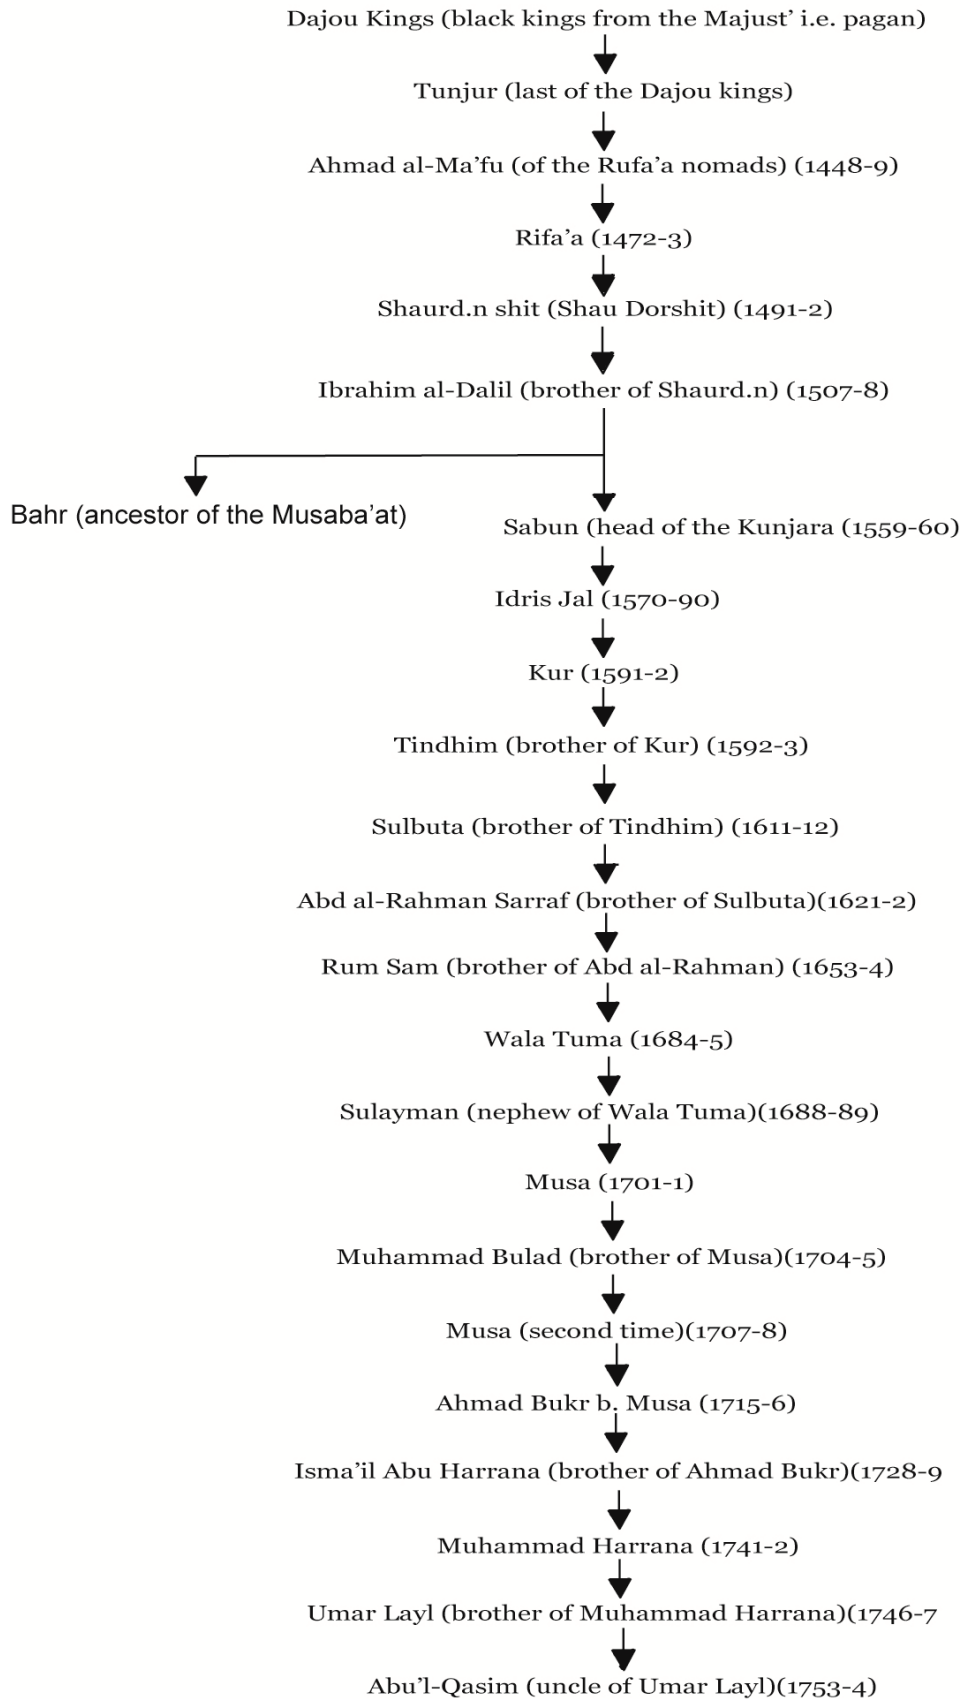 Dajou Kings (black kings from the Majust’ i.e. pagan)
Tunjur (last of the Dajou kings)
Ahmad al-Ma’fu (of the Rufa’a nomads) (1448-9)
Rifa’a (1472-3)
Shaurd.n shit (Shau Dorshit) (1491-2)
Ibrahim al-Dalil (brother of Shaurd.n) (1507-8)
Bahr (ancestor of the Musaba’at)
Sabun (head of the Kunjara (1559-60)
Idris Jal (1570-90)
Kur (1591-2)
Tindhim (brother of Kur) (1592-3)
Sulbuta (brother of Tindhim) (1611-12)
Abd al-Rahman Sarraf (brother of Sulbuta)(1621-2)
Rum Sam (brother of Abd al-Rahman) (1653-4)
Wala Tuma (1684-5)
Sulayman (nephew of Wala Tuma)(1688-89)
Musa (1701-1)
Muhammad Bulad (brother of Musa)(1704-5)
Musa (second time)(1707-8)
Ahmad Bukr b. Musa (1715-6)
Isma’il Abu Harrana (brother of Ahmad Bukr)(1728-9
Muhammad Harrana (1741-2)
Umar Layl (brother of Muhammad Harrana)(1746-7
Abu’l-Qasim (uncle of Umar Layl)(1753-4)